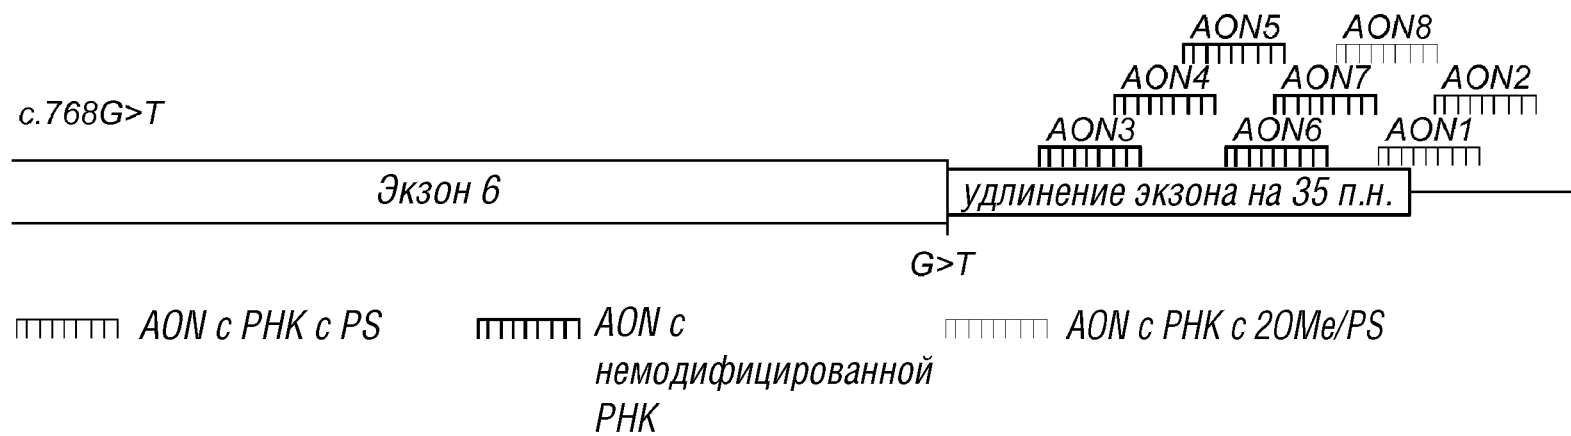 AON5 AON8
AON4 AON7 AON2
c.768G>T
AON3 AON6 AON1
Экзон 6
удлинение экзона на 35 п.н.
G>T
AON с РНК с PS
AON с
немодифицированной
РНК
AON с РНК с 2OMe/PS